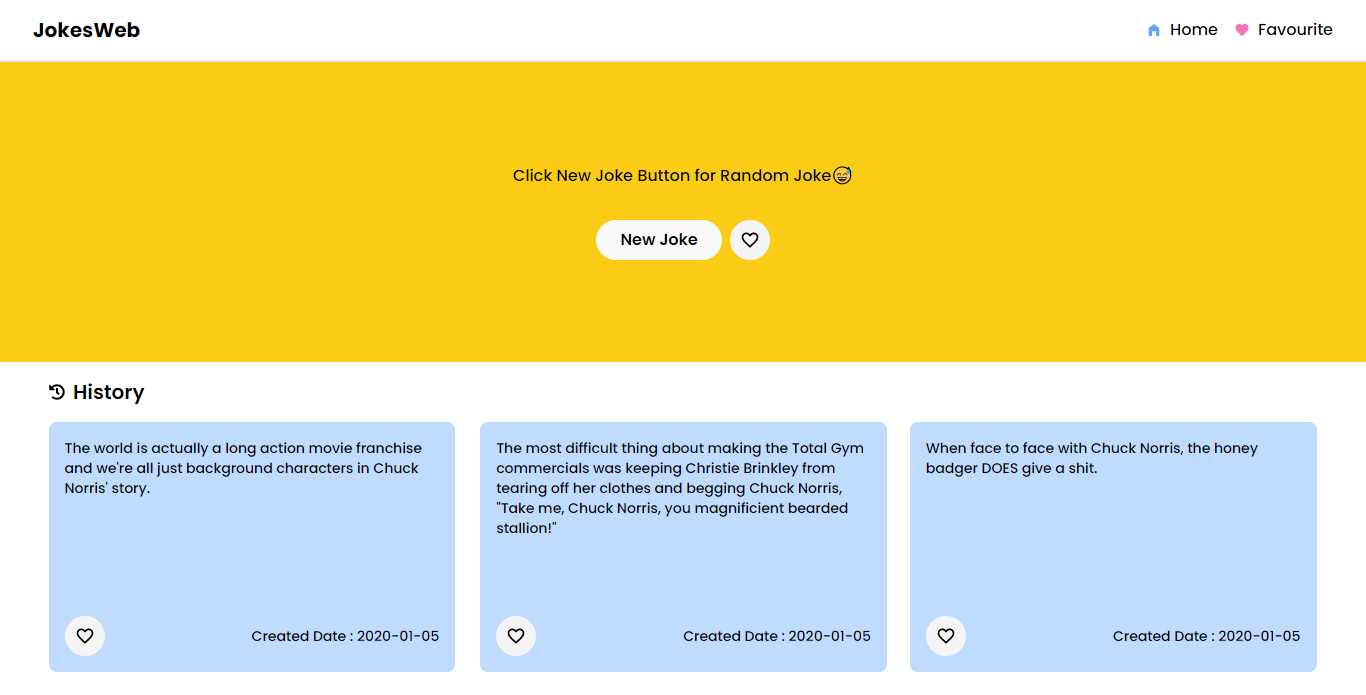 JokesWeb
Home
Favourite
Click New Joke Button for Random Joke😅
New Joke
History
The world is actually a long action movie franchise
and we're all just background characters in Chuck
Norris' story.
Created Date : 2020-01-05
The most difficult thing about making the Total Gym
commercials was keeping Christie Brinkley from
tearing off her clothes and begging Chuck Norris,
"Take me, Chuck Norris, you magnificient bearded
stallion!"
Created Date : 2020-01-05
When face to face with Chuck Norris, the honey
badger DOES give a shit.
Created Date : 2020-01-05